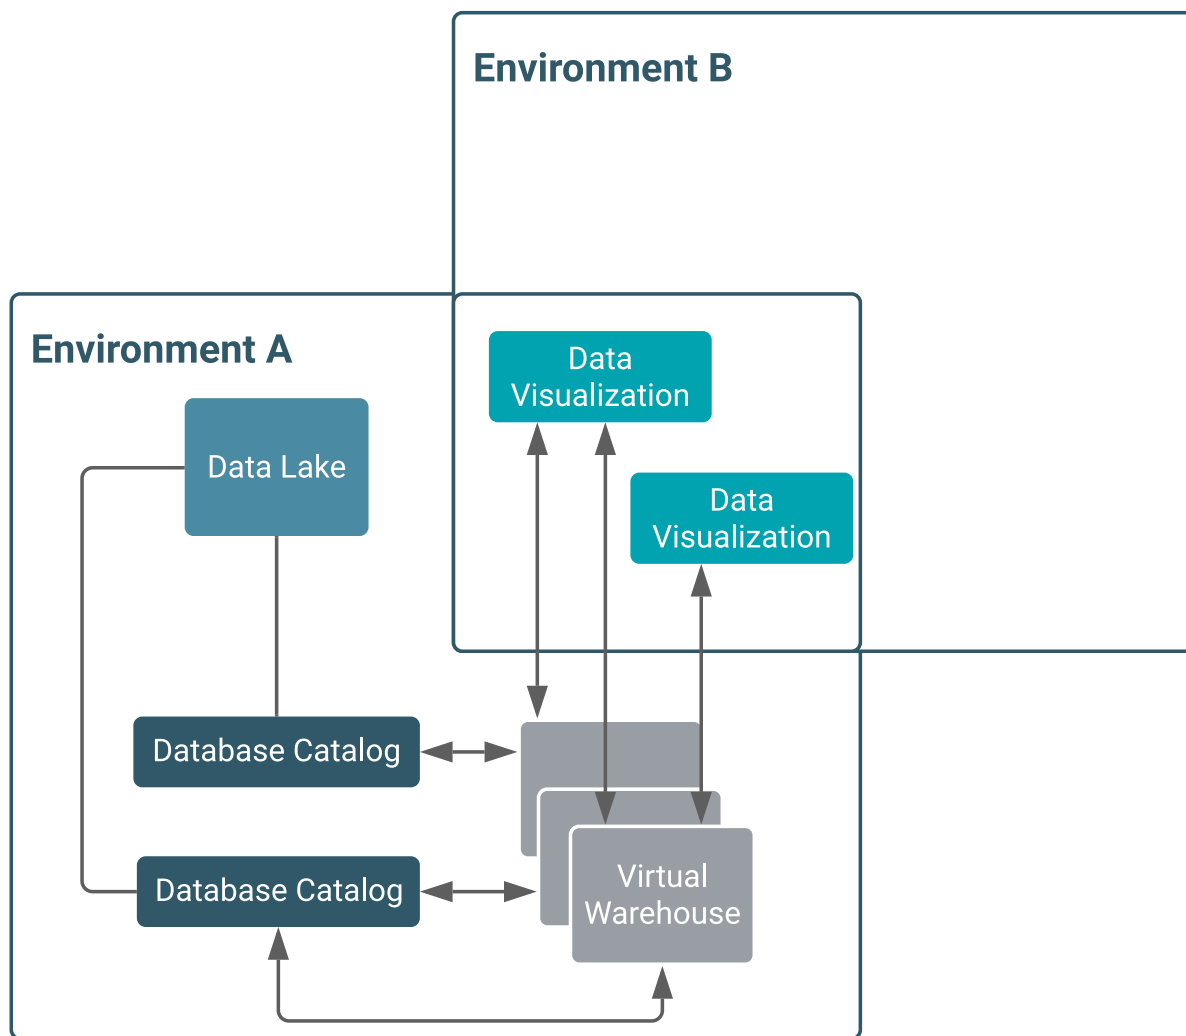 Environment B
Environment A
Data
Visualization
Data Lake
Data
Visualization
Database Catalog
Database Catalog
Virtual
Warehouse